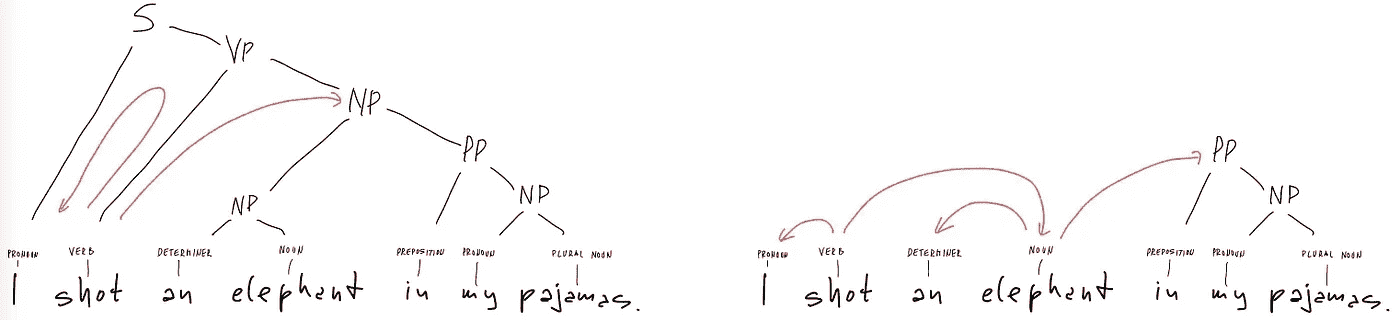 S
VP
NP
PP
NP
NP
PRONOUN VERB DETERMINER NOUN PREPOSITION PRONOUN PLURAL NOUN
I shot an elephant in my pajamas.
PP
NP
PRONOUN VERB DETERMINER NOUN PREPOSITION PRONOUN PLURAL NOUN
I shot an elephant in my pajamas.